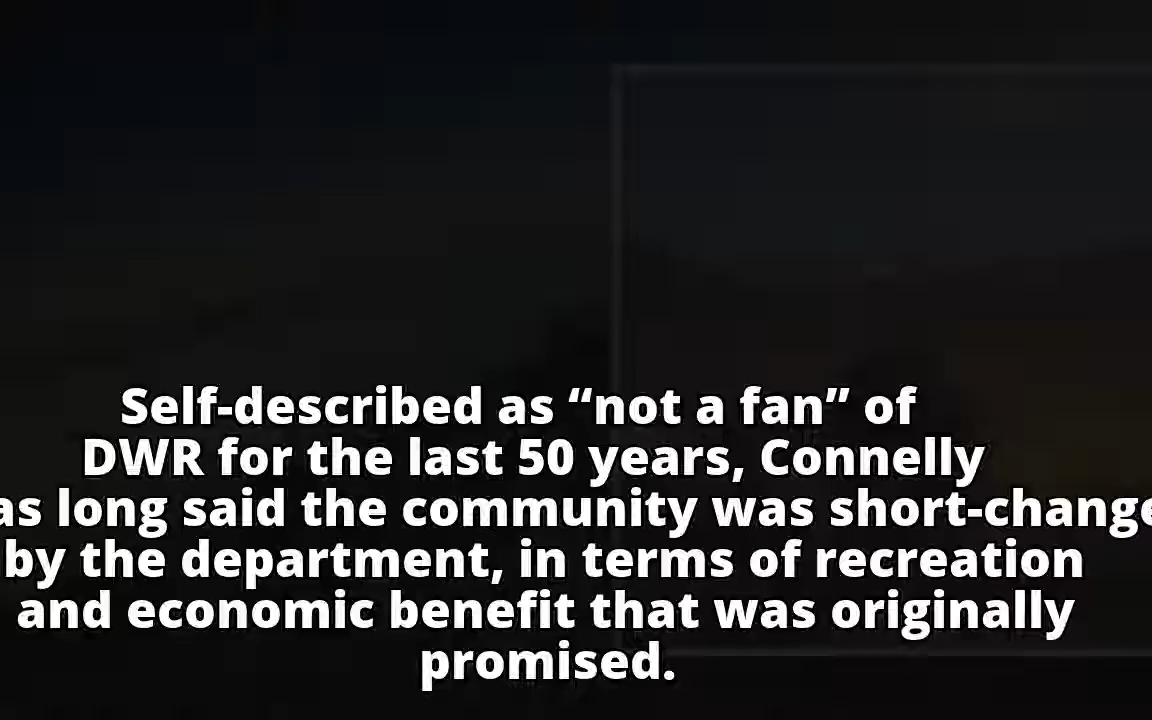 Self-described as “not a fan” of
DWR for the last 50 years, Connelly
as long said the community was short-change
by the department, in terms of recreation
and economic benefit that was originally
promised.